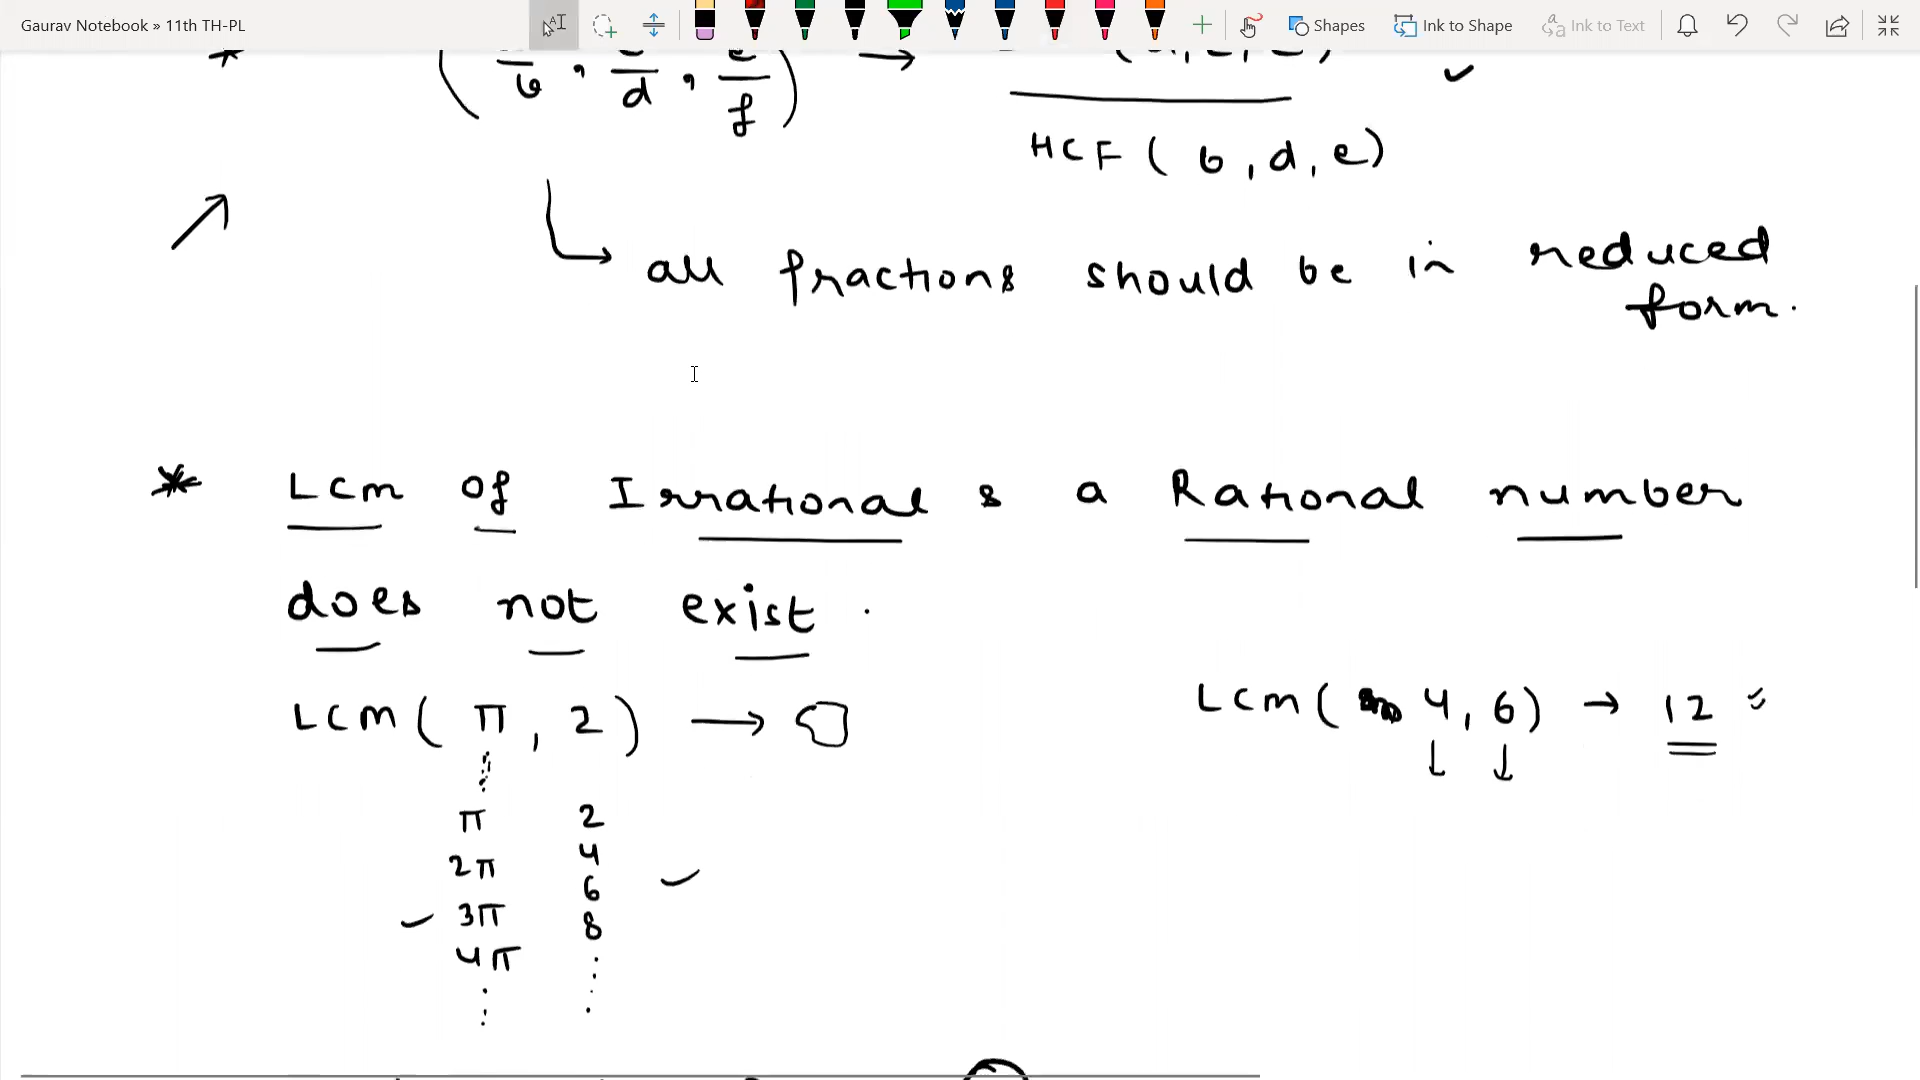 Gaurav Notebook » 11th TH-PL
Shapes
Ink to Shape
Ink to Text
b , d , f
HCF ( b , d , e )
all fractions should be in reduced
form.
* LCM of Irrational & a Rational number
does not exist .
LCM ( π , 2 ) →
LCM ( 4 , 6 ) → 12
π 2
2π 4
6
3π 8
4π